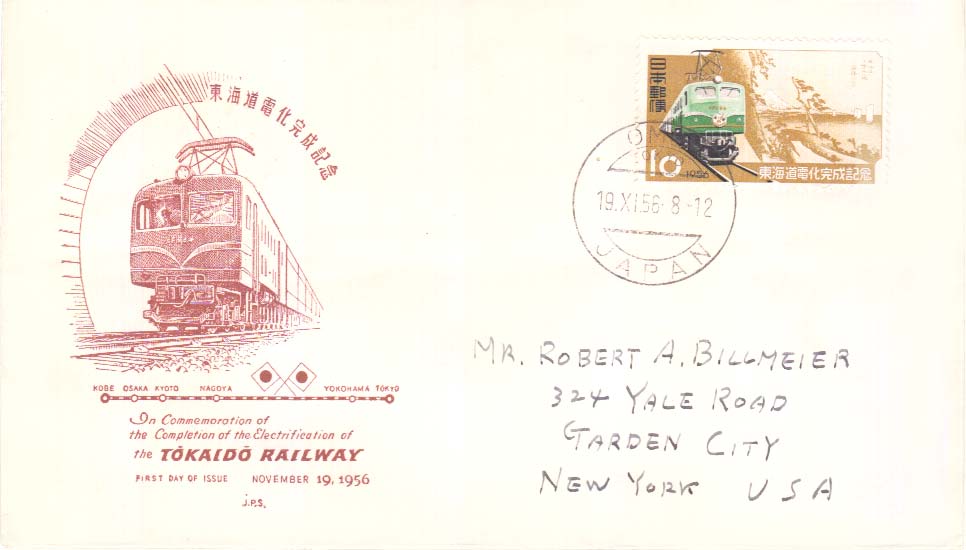 東海道電化完成記念
KOBE OSAKA KYOTO NAGOYA YOKOHAMA TŌKYO
In Commemoration of
the Completion of the Electrification of
the TŌKAIDŌ RAILWAY
FIRST DAY OF ISSUE NOVEMBER 19, 1956
J.P.S.
日本郵便
10
1956
東海道電化完成記念
19.XI.56.8-12
JAPAN
MR. ROBERT A. BILLMEIER
324 YALE ROAD
GARDEN CITY
NEW YORK USA